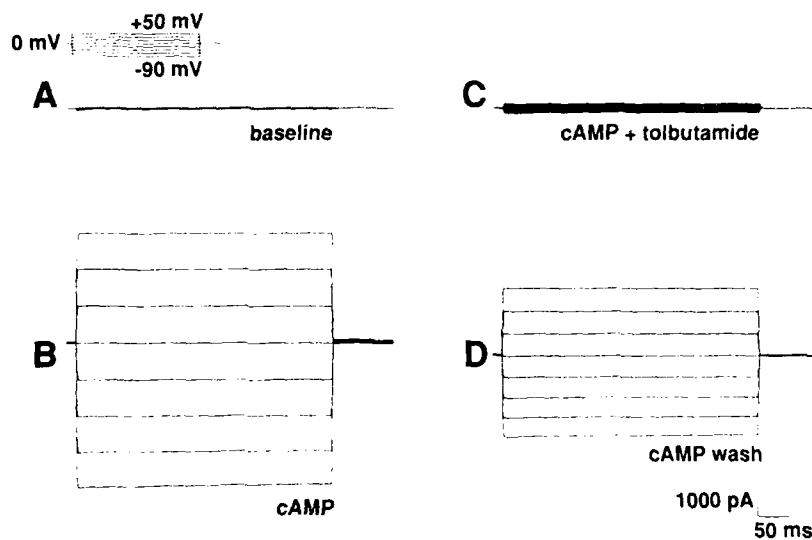 +50 mV
0 mV
-90 mV
A
baseline
C
cAMP + tolbutamide
B
cAMP
D
cAMP wash
1000 pA
50 ms